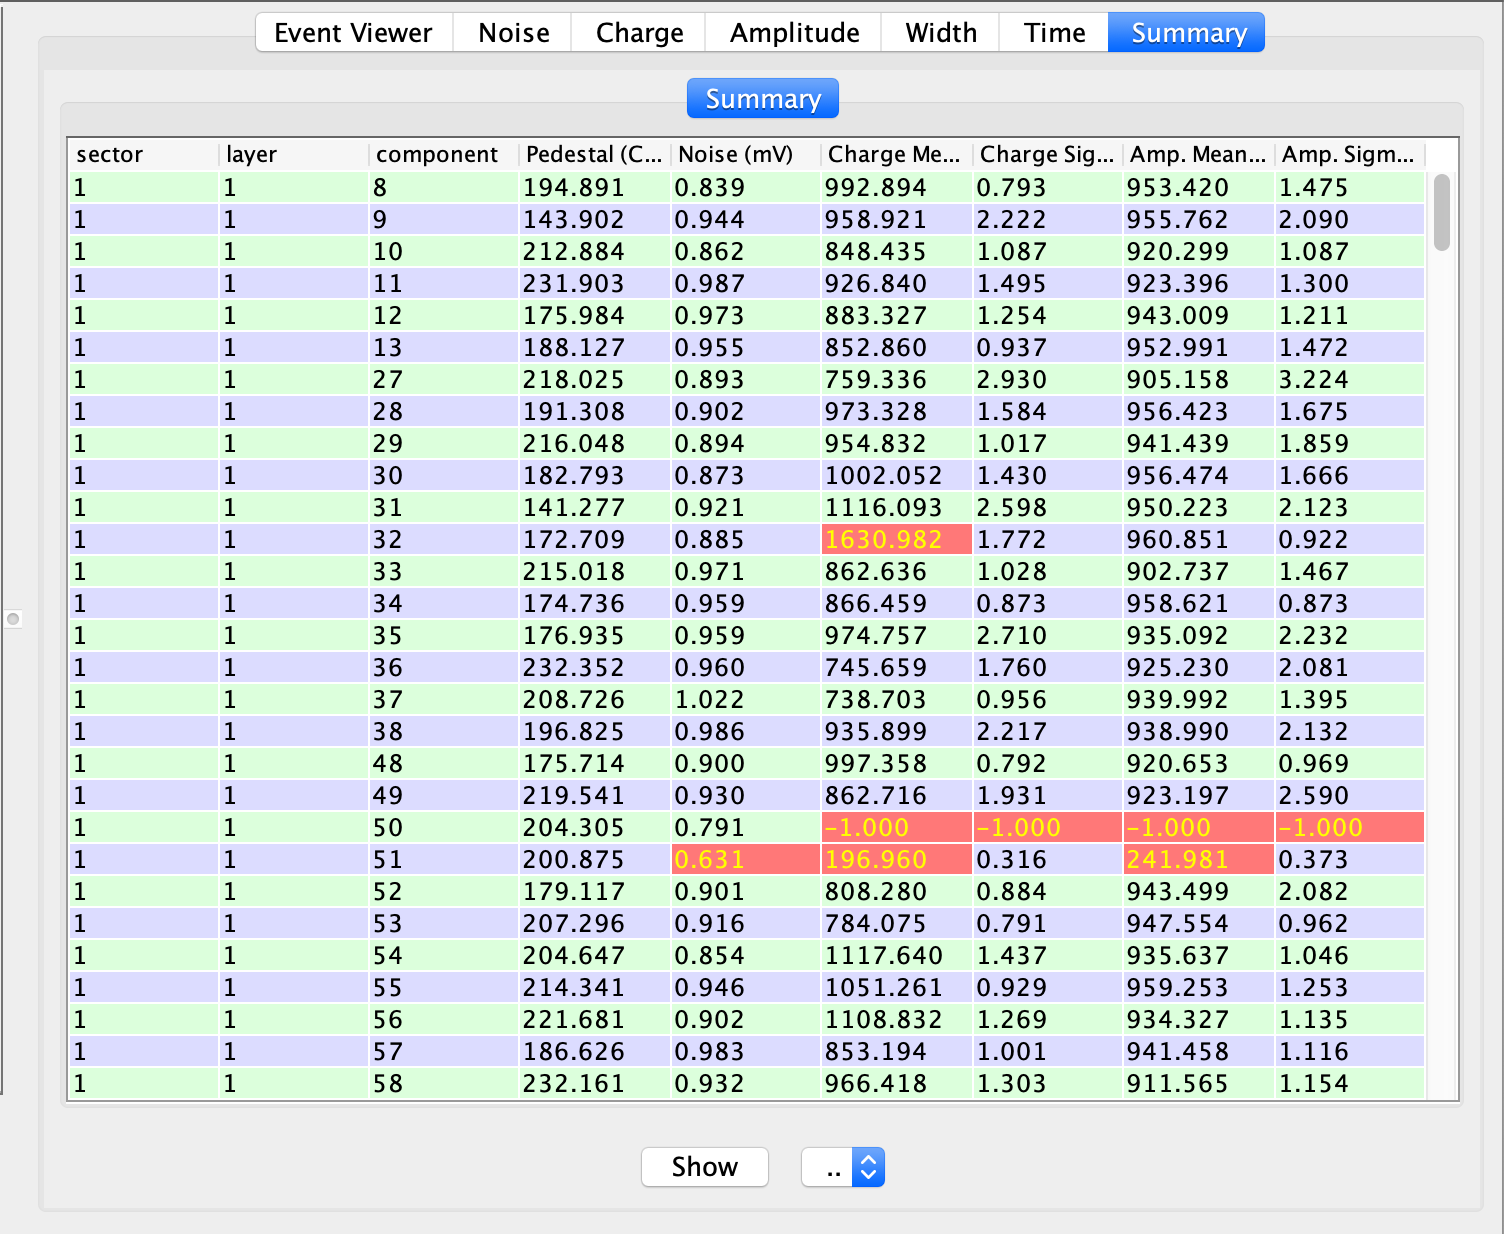 Event Viewer Noise Charge Amplitude Width Time Summary
Summary
sector layer component Pedestal (C... Noise (mV) Charge Me... Charge Sig... Amp. Mean... Amp. Sigm...
1 1 8 194.891 0.839 992.894 0.793 953.420 1.475
1 1 9 143.902 0.944 958.921 2.222 955.762 2.090
1 1 10 212.884 0.862 848.435 1.087 920.299 1.087
1 1 11 231.903 0.987 926.840 1.495 923.396 1.300
1 1 12 175.984 0.973 883.327 1.254 943.009 1.211
1 1 13 188.127 0.955 852.860 0.937 952.991 1.472
1 1 27 218.025 0.893 759.336 2.930 905.158 3.224
1 1 28 191.308 0.902 973.328 1.584 956.423 1.675
1 1 29 216.048 0.894 954.832 1.017 941.439 1.859
1 1 30 182.793 0.873 1002.052 1.430 956.474 1.666
1 1 31 141.277 0.921 1116.093 2.598 950.223 2.123
1 1 32 172.709 0.885 1630.982 1.772 960.851 0.922
1 1 33 215.018 0.971 862.636 1.028 902.737 1.467
1 1 34 174.736 0.959 866.459 0.873 958.621 0.873
1 1 35 176.935 0.959 974.757 2.710 935.092 2.232
1 1 36 232.352 0.960 745.659 1.760 925.230 2.081
1 1 37 208.726 1.022 738.703 0.956 939.992 1.395
1 1 38 196.825 0.986 935.899 2.217 938.990 2.132
1 1 48 175.714 0.900 997.358 0.792 920.653 0.969
1 1 49 219.541 0.930 862.716 1.931 923.197 2.590
1 1 50 204.305 0.791 -1.000 -1.000 -1.000 -1.000
1 1 51 200.875 0.631 196.960 0.316 241.981 0.373
1 1 52 179.117 0.901 808.280 0.884 943.499 2.082
1 1 53 207.296 0.916 784.075 0.791 947.554 0.962
1 1 54 204.647 0.854 1117.640 1.437 935.637 1.046
1 1 55 214.341 0.946 1051.261 0.929 959.253 1.253
1 1 56 221.681 0.902 1108.832 1.269 934.327 1.135
1 1 57 186.626 0.983 853.194 1.001 941.458 1.116
1 1 58 232.161 0.932 966.418 1.303 911.565 1.154
Show ..